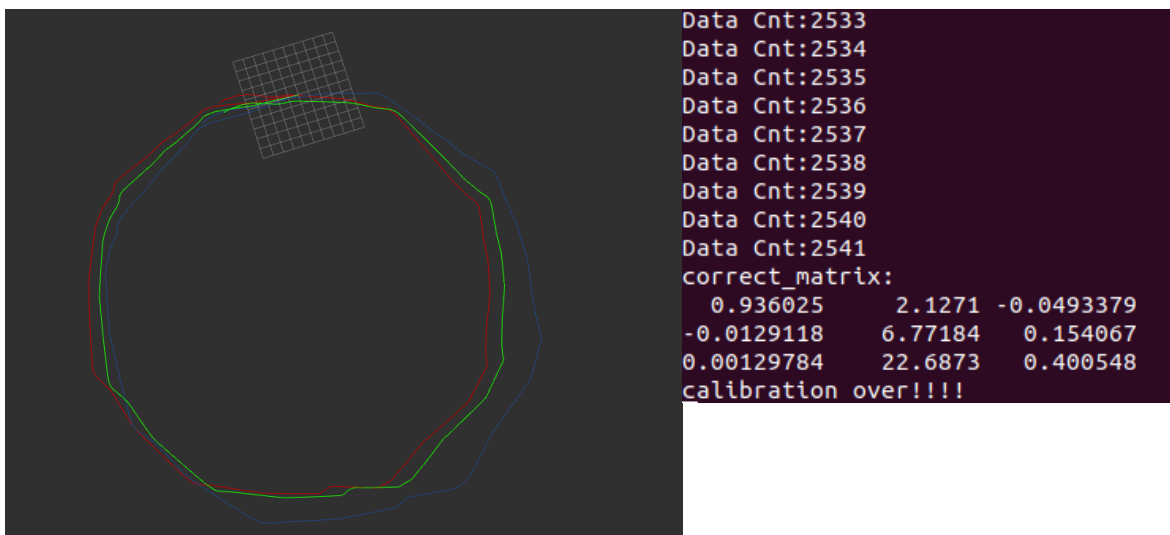 Data Cnt:2533
Data Cnt:2534
Data Cnt:2535
Data Cnt:2536
Data Cnt:2537
Data Cnt:2538
Data Cnt:2539
Data Cnt:2540
Data Cnt:2541
correct_matrix:
0.936025 2.1271 -0.0493379
-0.0129118 6.77184 0.154067
0.00129784 22.6873 0.400548
calibration over!!!!